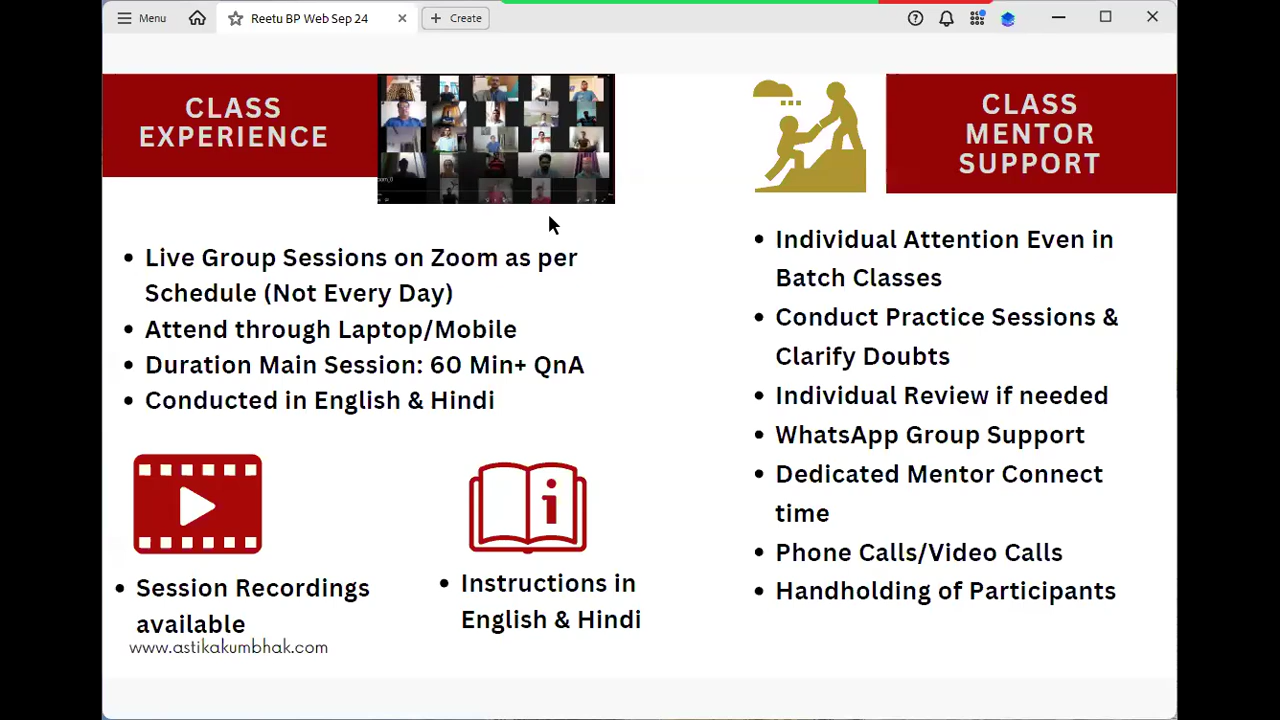 Menu
Reetu BP Web Sep 24
Create
CLASS
EXPERIENCE
Live Group Sessions on Zoom as per
Schedule (Not Every Day)
Attend through Laptop/Mobile
Duration Main Session: 60 Min+ QnA
Conducted in English & Hindi
Session Recordings
available
www.astikakumbhak.com
Instructions in
English & Hindi
CLASS
MENTOR
SUPPORT
Individual Attention Even in
Batch Classes
Conduct Practice Sessions &
Clarify Doubts
Individual Review if needed
WhatsApp Group Support
Dedicated Mentor Connect
time
Phone Calls/Video Calls
Handholding of Participants